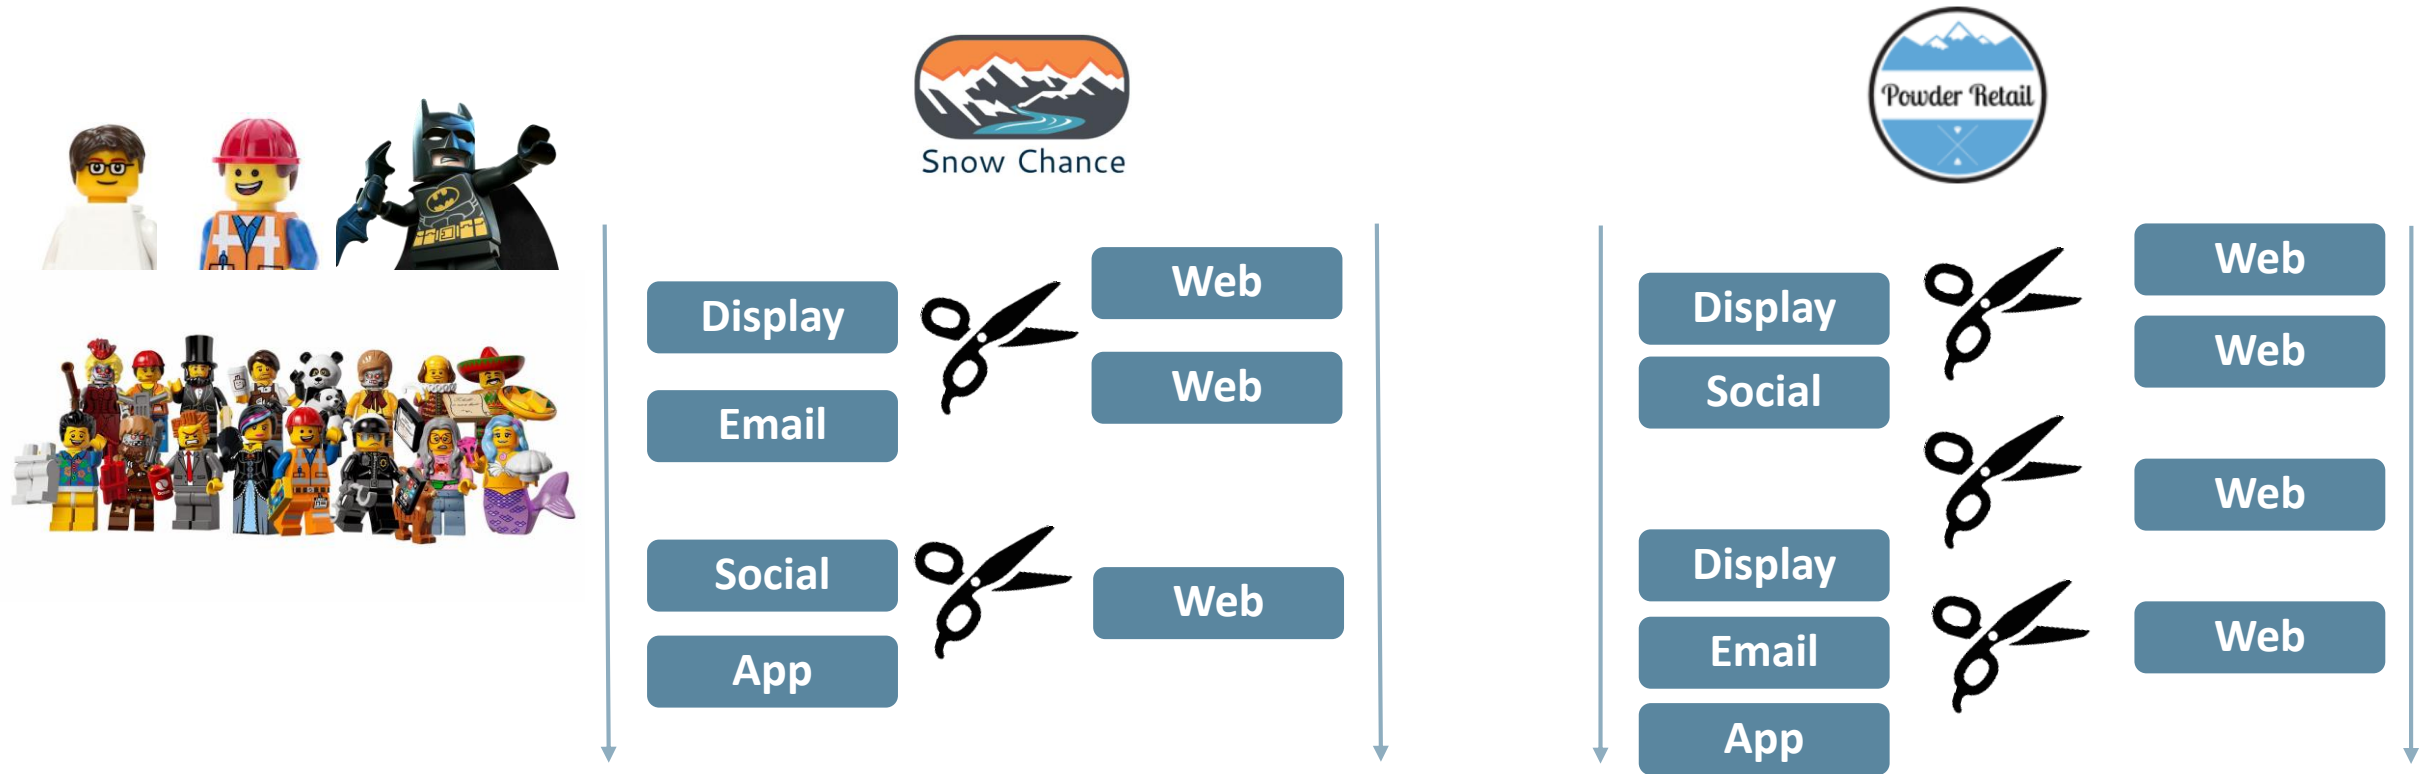 Snow Chance
Powder Retail
Display
Email
Social
App
Web
Web
Web
Display
Social
Display
Email
App
Web
Web
Web
Web